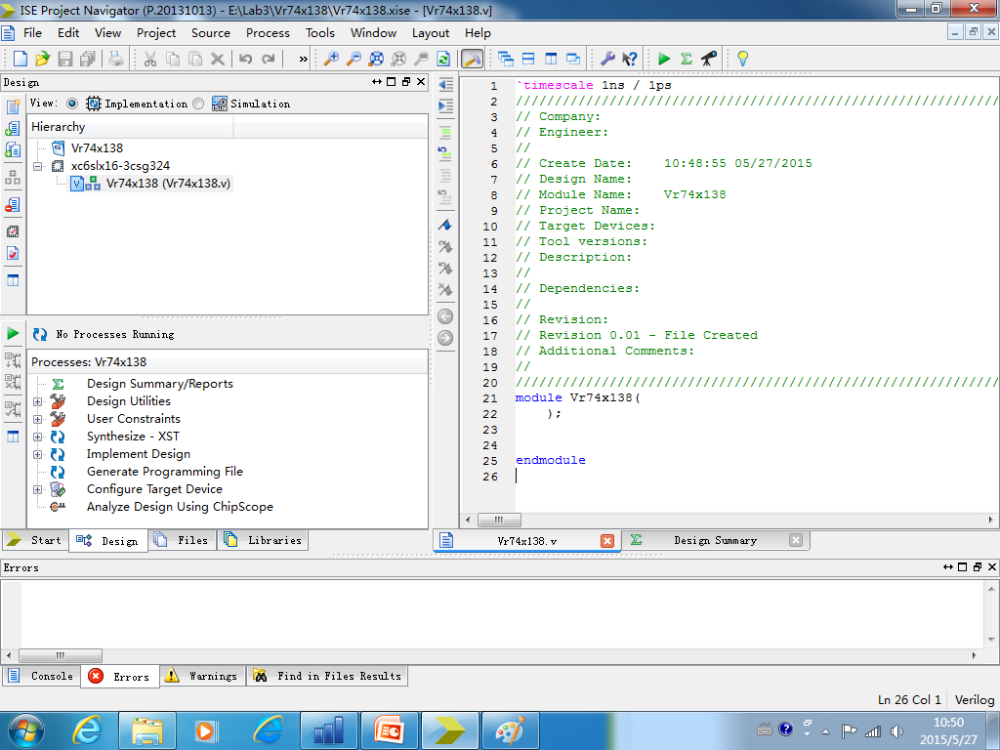 ISE Project Navigator (P.20131013) - E:\Lab3\Vr74x138\Vr74x138.xise - [Vr74x138.v]
File Edit View Project Source Process Tools Window Layout Help
»
Design
View: Implementation Simulation
Hierarchy
Vr74x138
xc6slx16-3csg324
Vr74x138 (Vr74x138.v)
No Processes Running
Processes: Vr74x138
Design Summary/Reports
Design Utilities
User Constraints
Synthesize - XST
Implement Design
Generate Programming File
Configure Target Device
Analyze Design Using ChipScope
Start Design Files Libraries
1 `timescale 1ns / 1ps
2 //////////////////////////////////////////////////////////////
3 // Company:
4 // Engineer:
5 //
6 // Create Date:    10:48:55 05/27/2015
7 // Design Name:
8 // Module Name:    Vr74x138
9 // Project Name:
10 // Target Devices:
11 // Tool versions:
12 // Description:
13 //
14 // Dependencies:
15 //
16 // Revision:
17 // Revision 0.01 - File Created
18 // Additional Comments:
19 //
20 //////////////////////////////////////////////////////////////
21 module Vr74x138(
22     );
23
24
25 endmodule
26
Vr74x138.v Design Summary
Errors
Console Errors Warnings Find in Files Results
Ln 26 Col 1 Verilog
10:50
2015/5/27